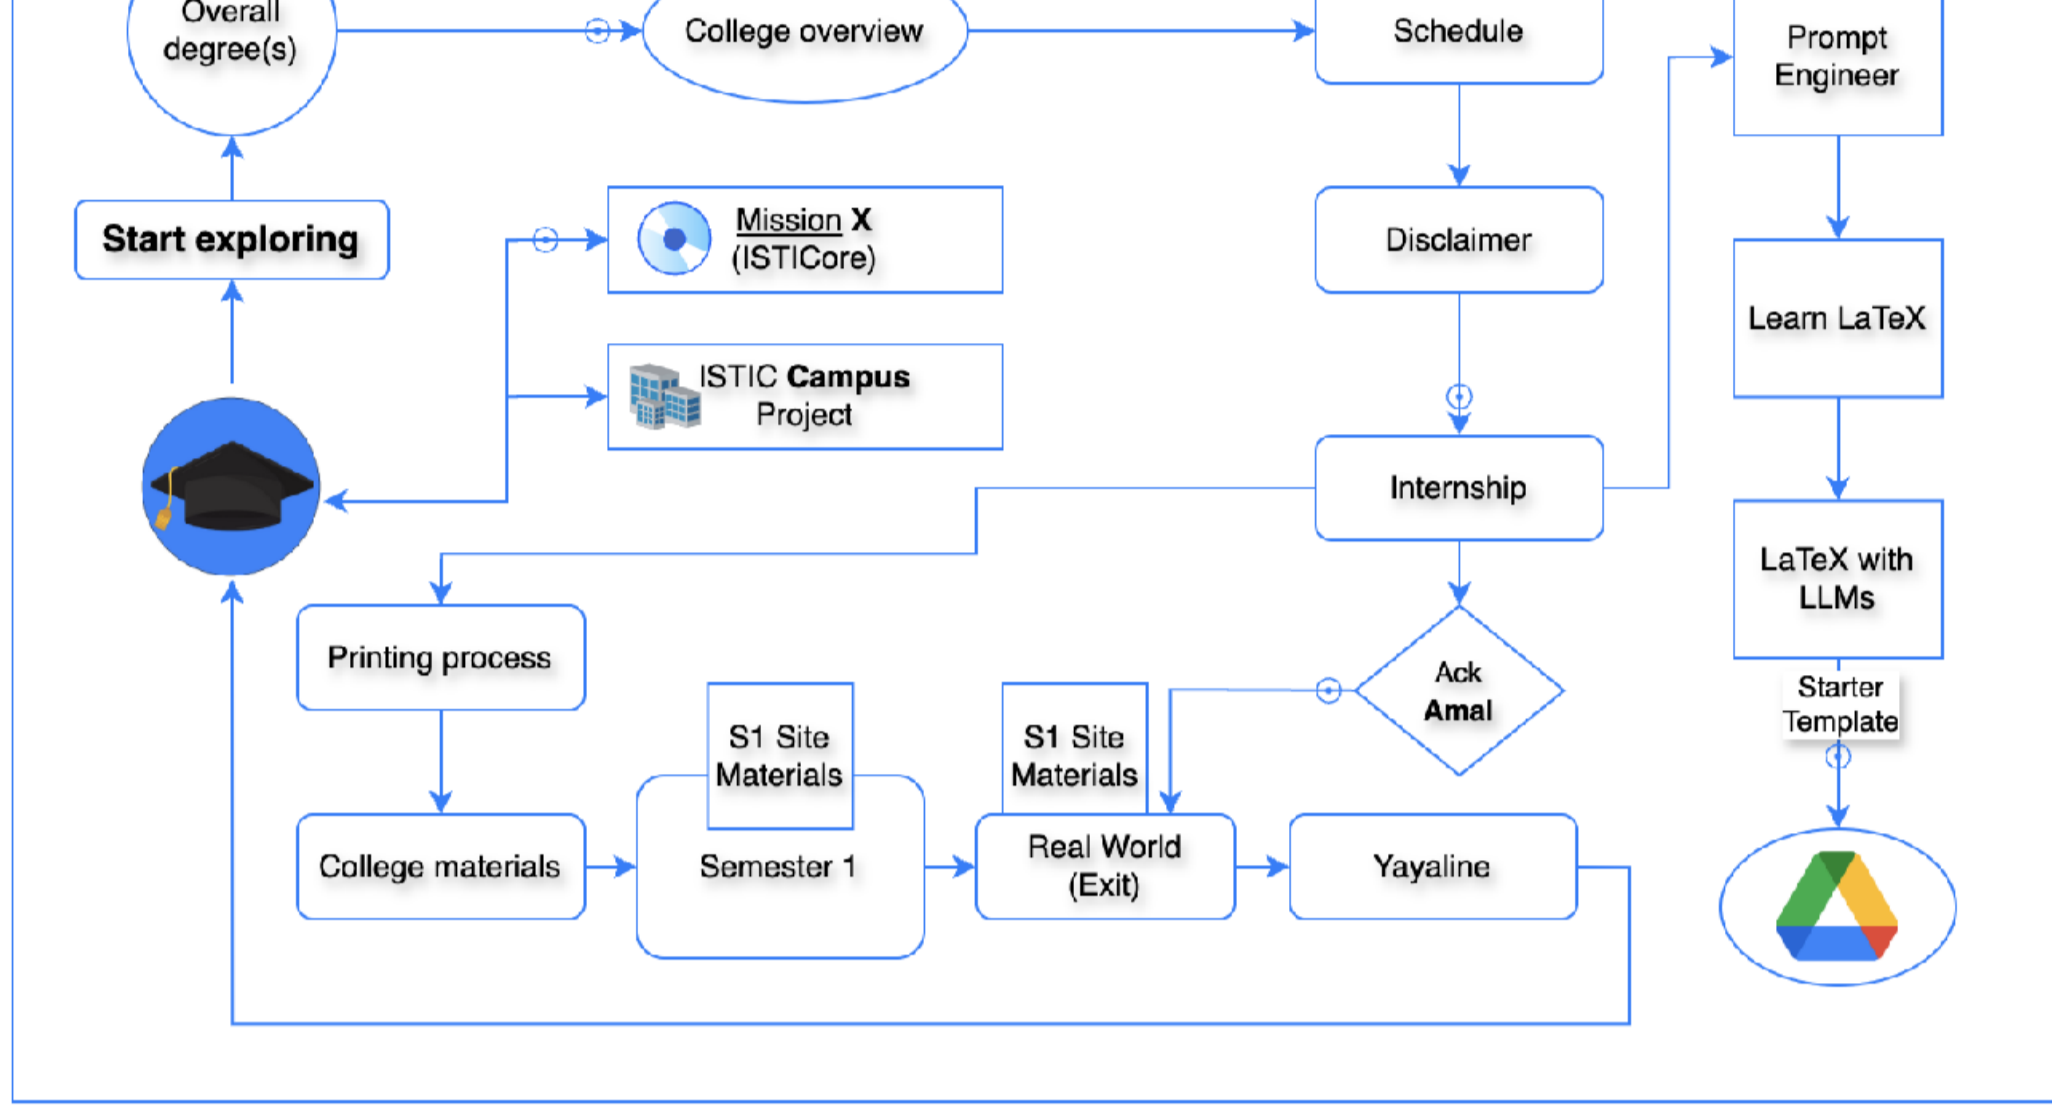 Overall
degree(s)
College overview
Schedule
Prompt
Engineer
Start exploring
Mission X
(ISTICore)
Disclaimer
Learn LaTeX
ISTIC Campus
Project
Internship
LaTeX with
LLMs
Printing process
Ack
Amal
Starter
Template
S1 Site
Materials
S1 Site
Materials
College materials
Semester 1
Real World
(Exit)
Yayaline